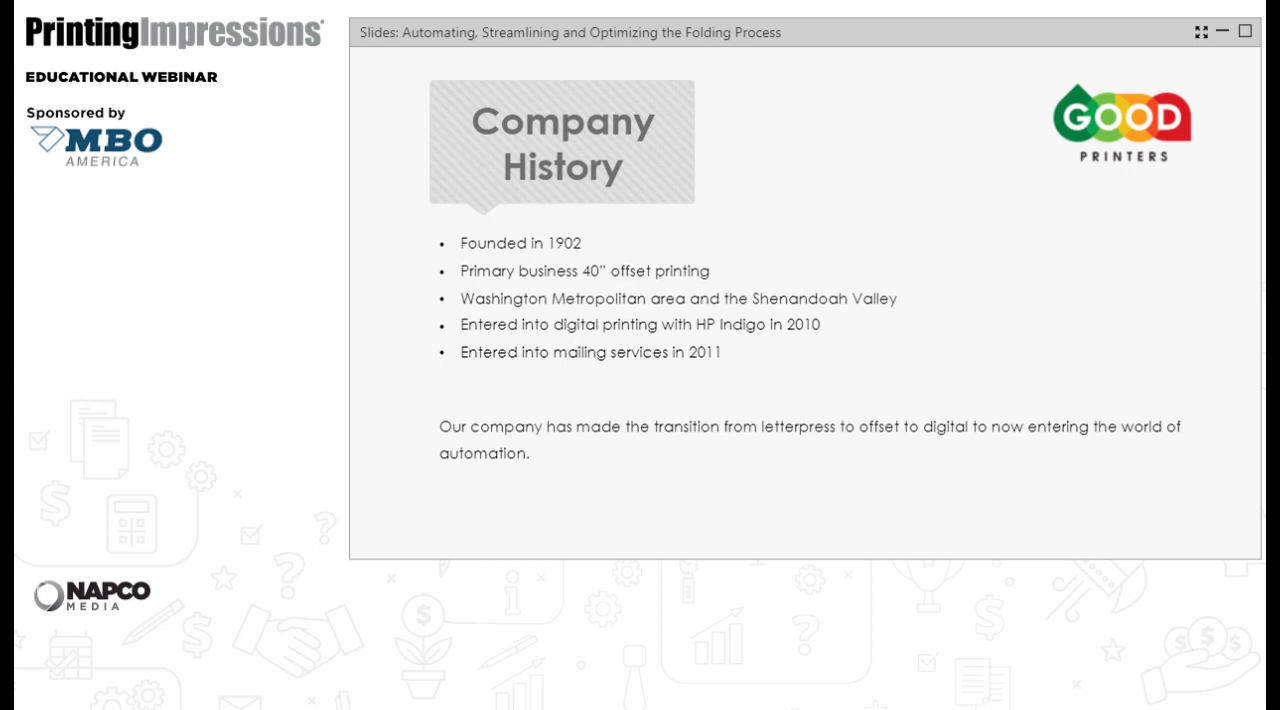 PrintingImpressions®
EDUCATIONAL WEBINAR
Sponsored by
MBO
AMERICA
Slides: Automating, Streamlining and Optimizing the Folding Process
Company
History
GOOD
PRINTERS
• Founded in 1902
• Primary business 40” offset printing
• Washington Metropolitan area and the Shenandoah Valley
• Entered into digital printing with HP Indigo in 2010
• Entered into mailing services in 2011
Our company has made the transition from letterpress to offset to digital to now entering the world of
automation.
NAPCO
MEDIA